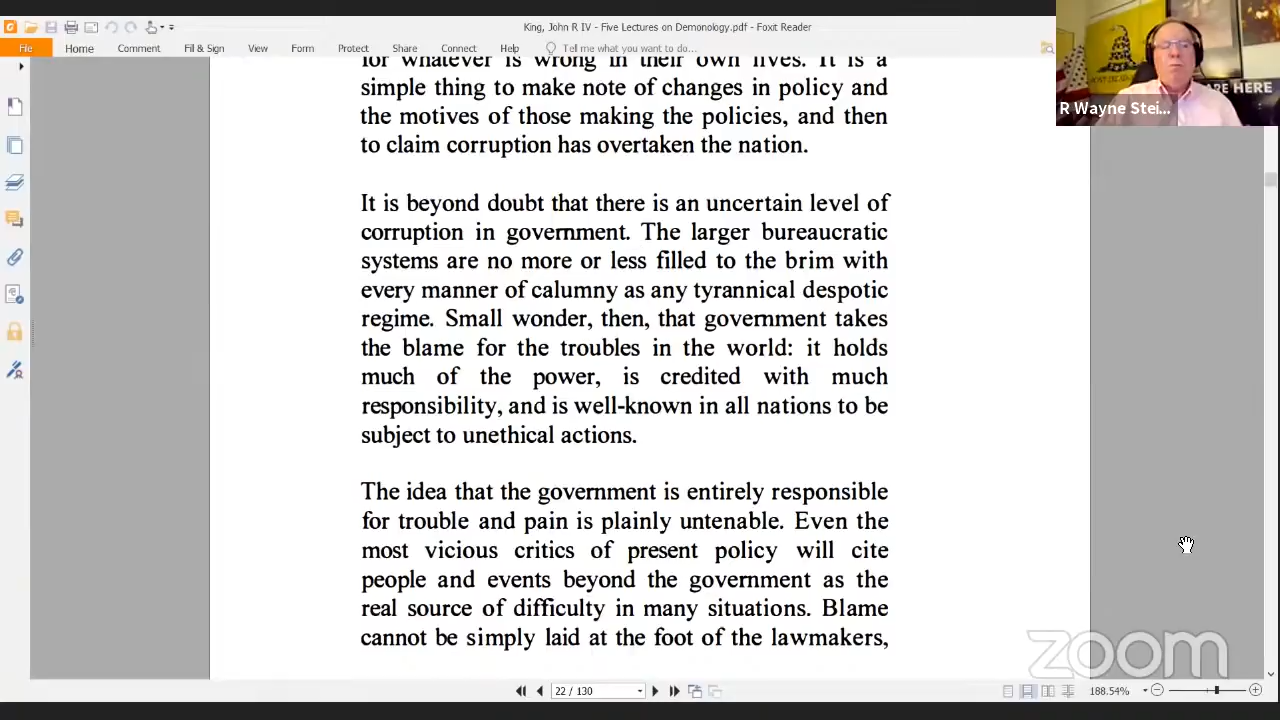 King, John R IV - Five Lectures on Demonology.pdf - Foxit Reader
File Home Comment Fill & Sign View Form Protect Share Connect Help Tell me what you want to do...
for whatever is wrong in their own lives. It is a
simple thing to make note of changes in policy and
the motives of those making the policies, and then
to claim corruption has overtaken the nation.
It is beyond doubt that there is an uncertain level of
corruption in government. The larger bureaucratic
systems are no more or less filled to the brim with
every manner of calumny as any tyrannical despotic
regime. Small wonder, then, that government takes
the blame for the troubles in the world: it holds
much of the power, is credited with much
responsibility, and is well-known in all nations to be
subject to unethical actions.
The idea that the government is entirely responsible
for trouble and pain is plainly untenable. Even the
most vicious critics of present policy will cite
people and events beyond the government as the
real source of difficulty in many situations. Blame
cannot be simply laid at the foot of the lawmakers,
ARE HERE
R Wayne Stei...
zoom
22 / 130
188.54%